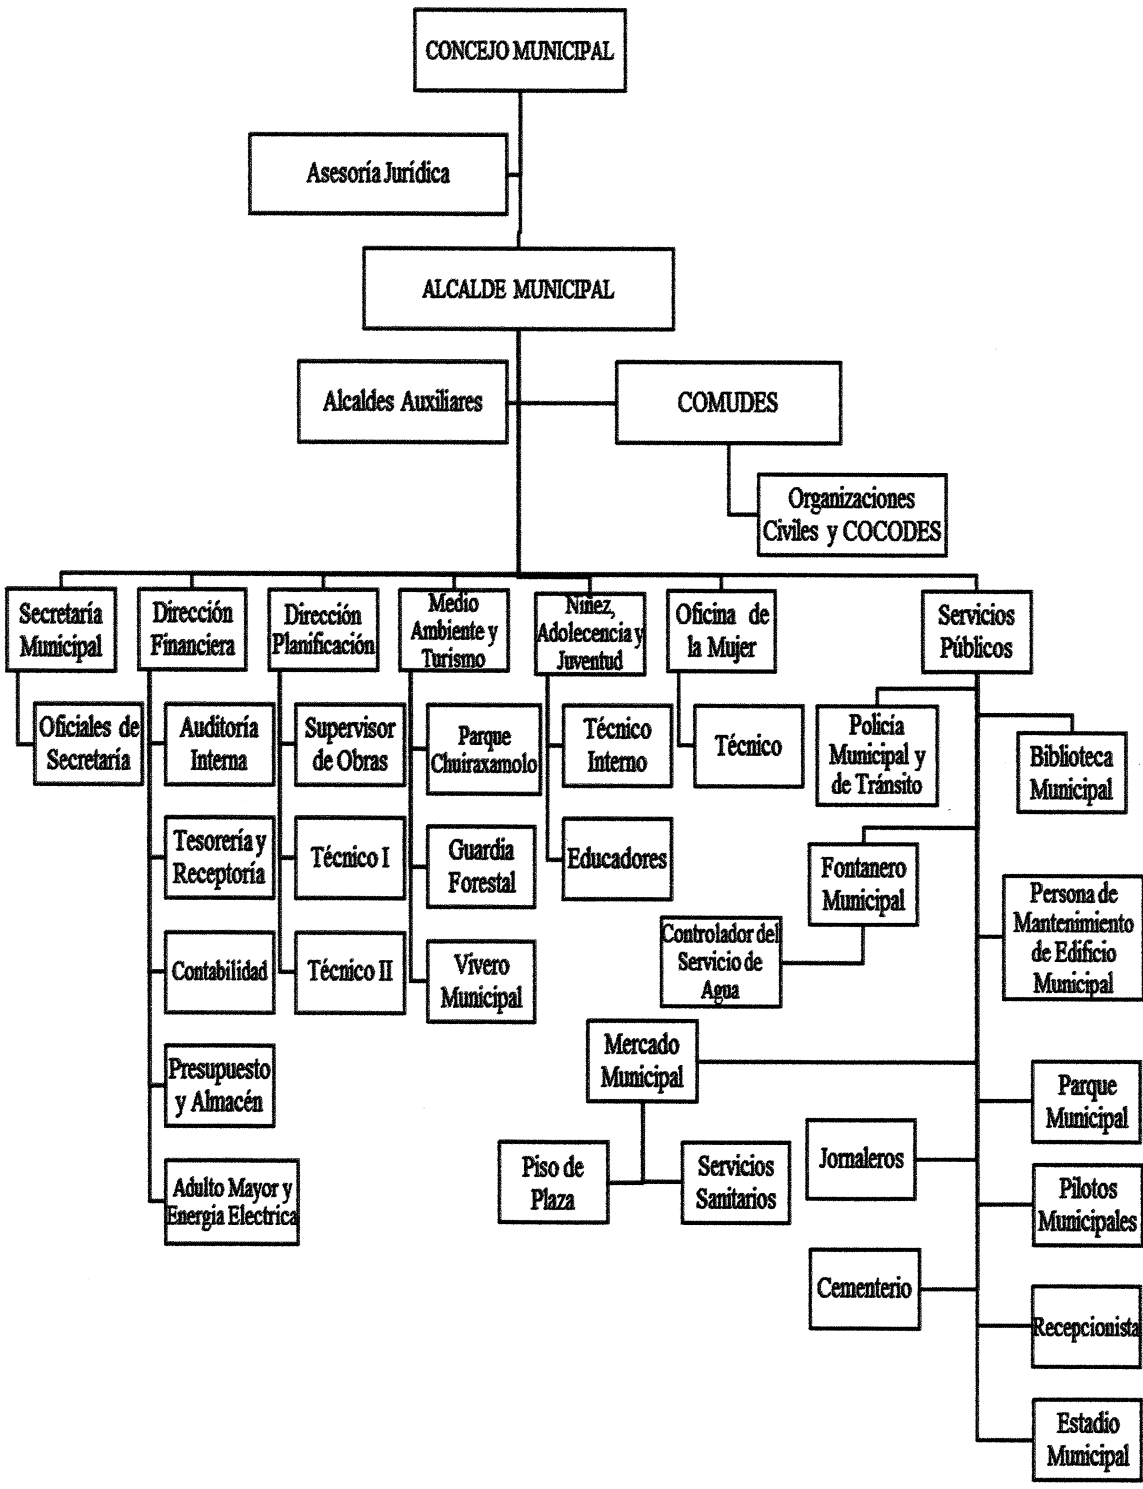 CONCEJO MUNICIPAL
Asesoría Jurídica
ALCALDE MUNICIPAL
Alcaldes Auxiliares
COMUDES
Organizaciones
Civiles y COCODES
Secretaría
Municipal
Dirección
Financiera
Dirección
Planificación
Medio
Ambiente y
Turismo
Niñez,
Adolecencia y
Juventud
Oficina de
la Mujer
Servicios
Públicos
Oficiales de
Secretaría
Auditoría
Interna
Supervisor
de Obras
Parque
Chuiraxamolo
Técnico
Interno
Técnico
Policía
Municipal y
de Tránsito
Biblioteca
Municipal
Tesorería y
Receptoría
Técnico I
Guardia
Forestal
Educadores
Fontanero
Municipal
Persona de
Mantenimiento
de Edificio
Municipal
Contabilidad
Técnico II
Vivero
Municipal
Controlador del
Servicio de
Agua
Mercado
Municipal
Presupuesto
y Almacén
Parque
Municipal
Piso de
Plaza
Servicios
Sanitarios
Jornaleros
Adulto Mayor y
Energia Electrica
Pilotos
Municipales
Cementerio
Recepcionista
Estadio
Municipal